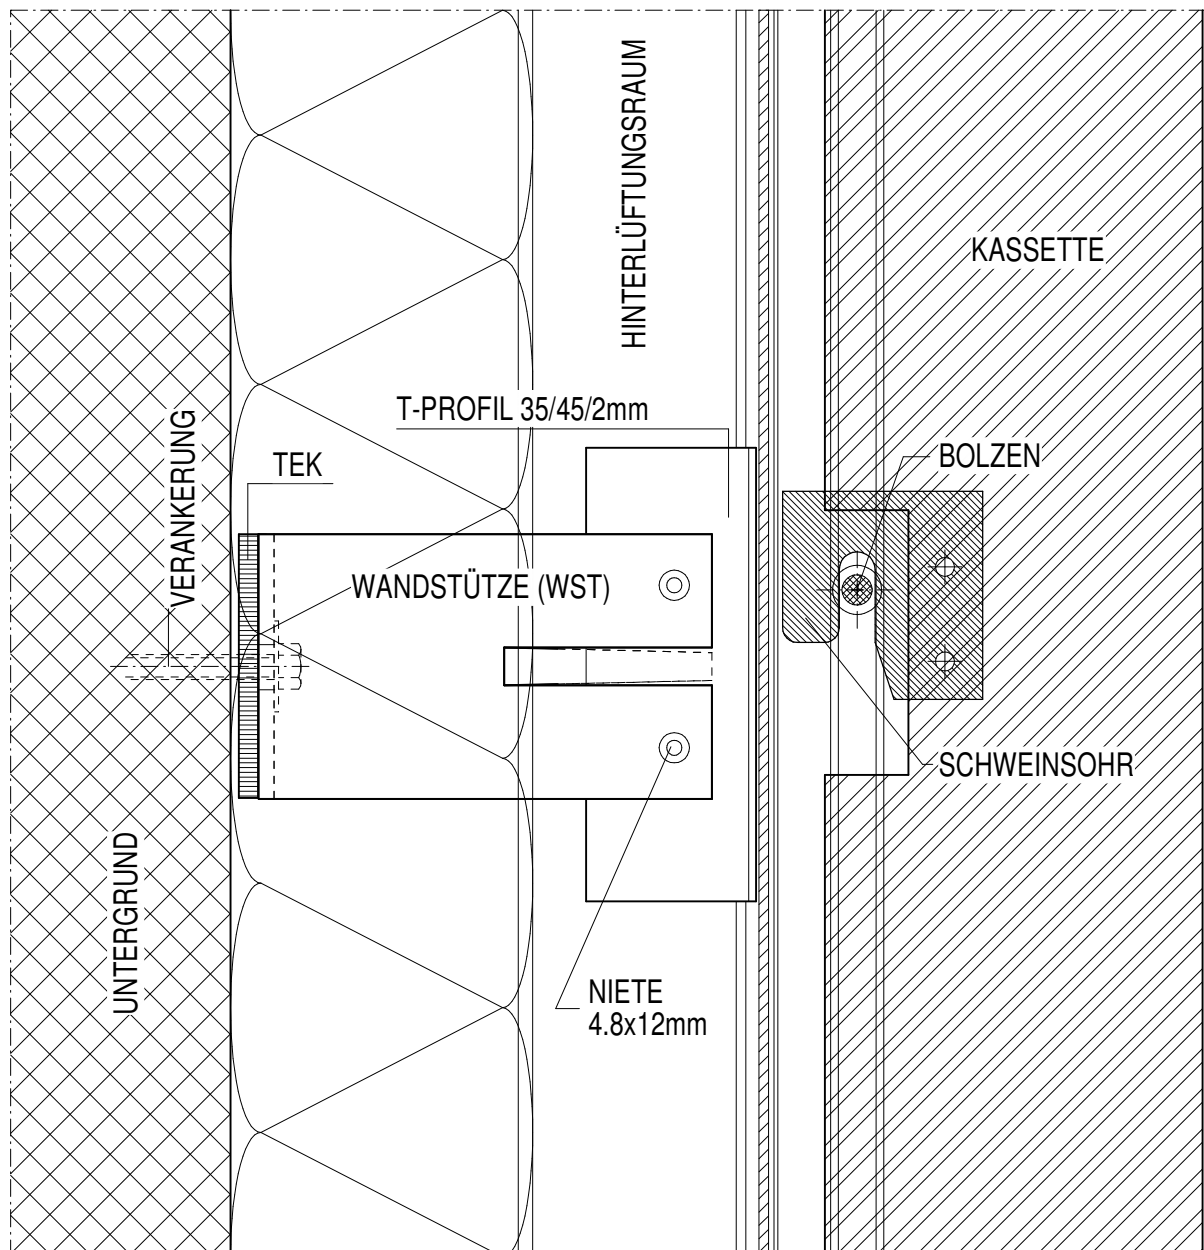 HINTERLÜFTUNGSRAUM
KASSETTE
T-PROFIL 35/45/2mm
VERANKERUNG
TEK
BOLZEN
WANDSTÜTZE (WST)
SCHWEINSOHR
UNTERGRUND
NIETE
4.8x12mm